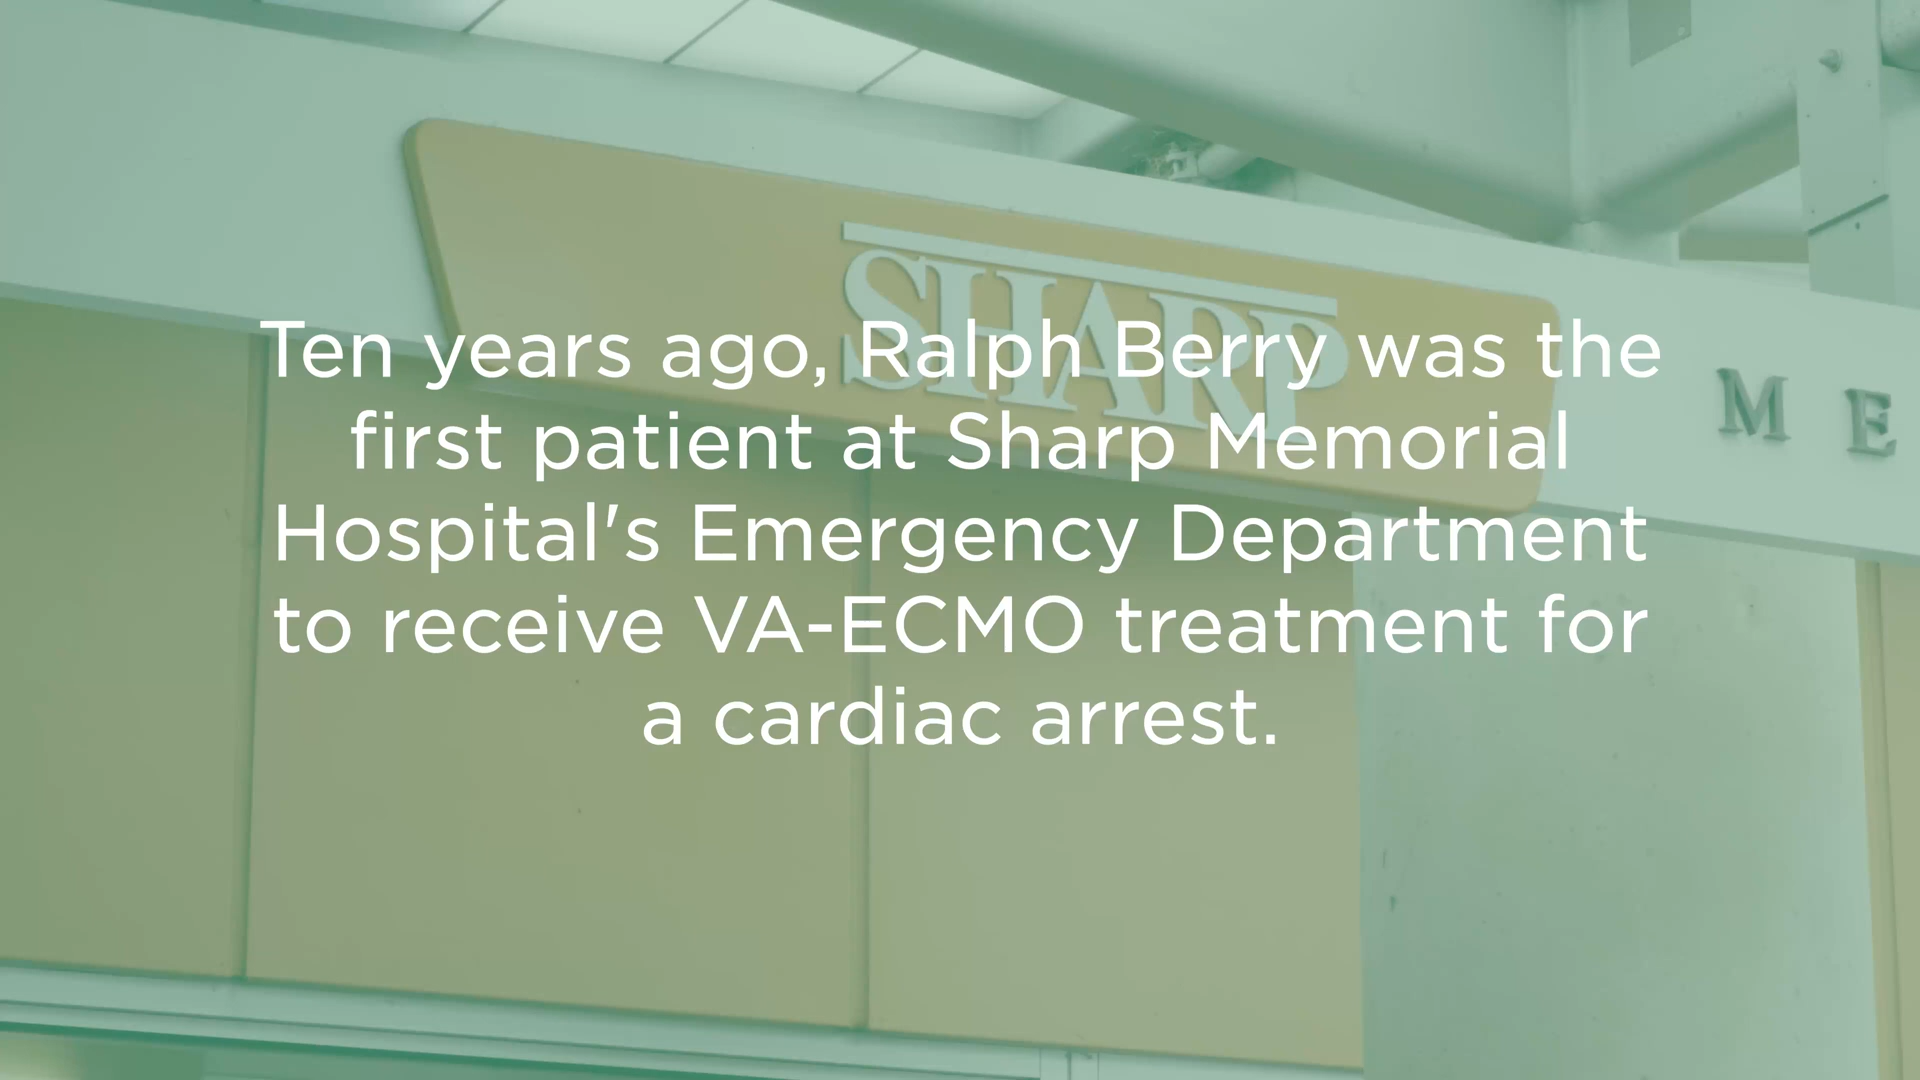 SHARP
M E
Ten years ago, Ralph Berry was the
first patient at Sharp Memorial
Hospital's Emergency Department
to receive VA-ECMO treatment for
a cardiac arrest.